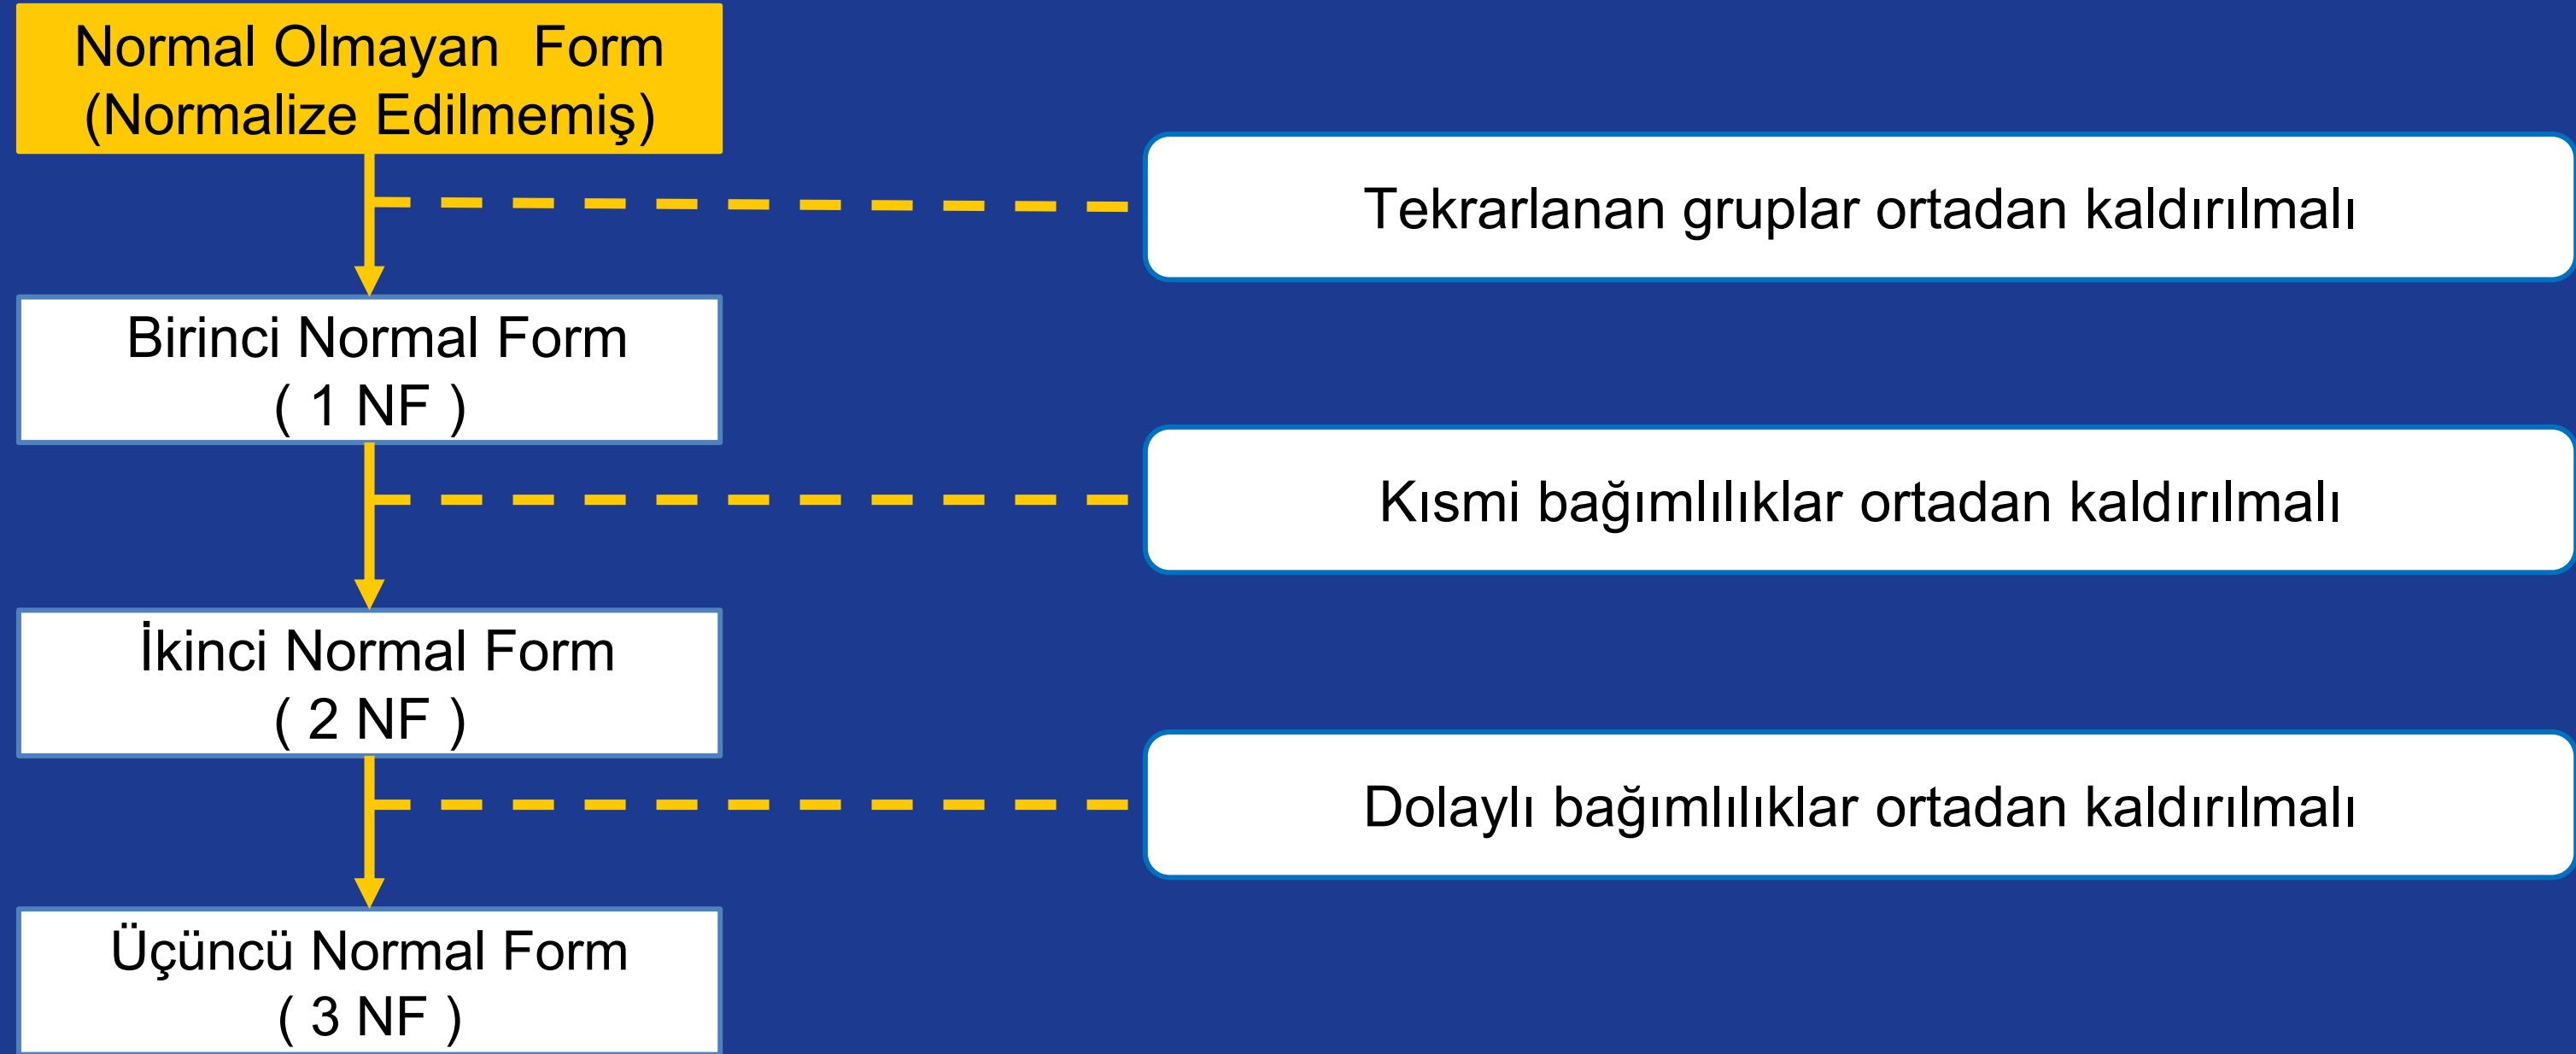 Normal Olmayan  Form
(Normalize Edilmemiş)
Tekrarlanan gruplar ortadan kaldırılmalı
Birinci Normal Form
( 1 NF )
Kısmi bağımlılıklar ortadan kaldırılmalı
İkinci Normal Form
( 2 NF )
Dolaylı bağımlılıklar ortadan kaldırılmalı
Üçüncü Normal Form
( 3 NF )